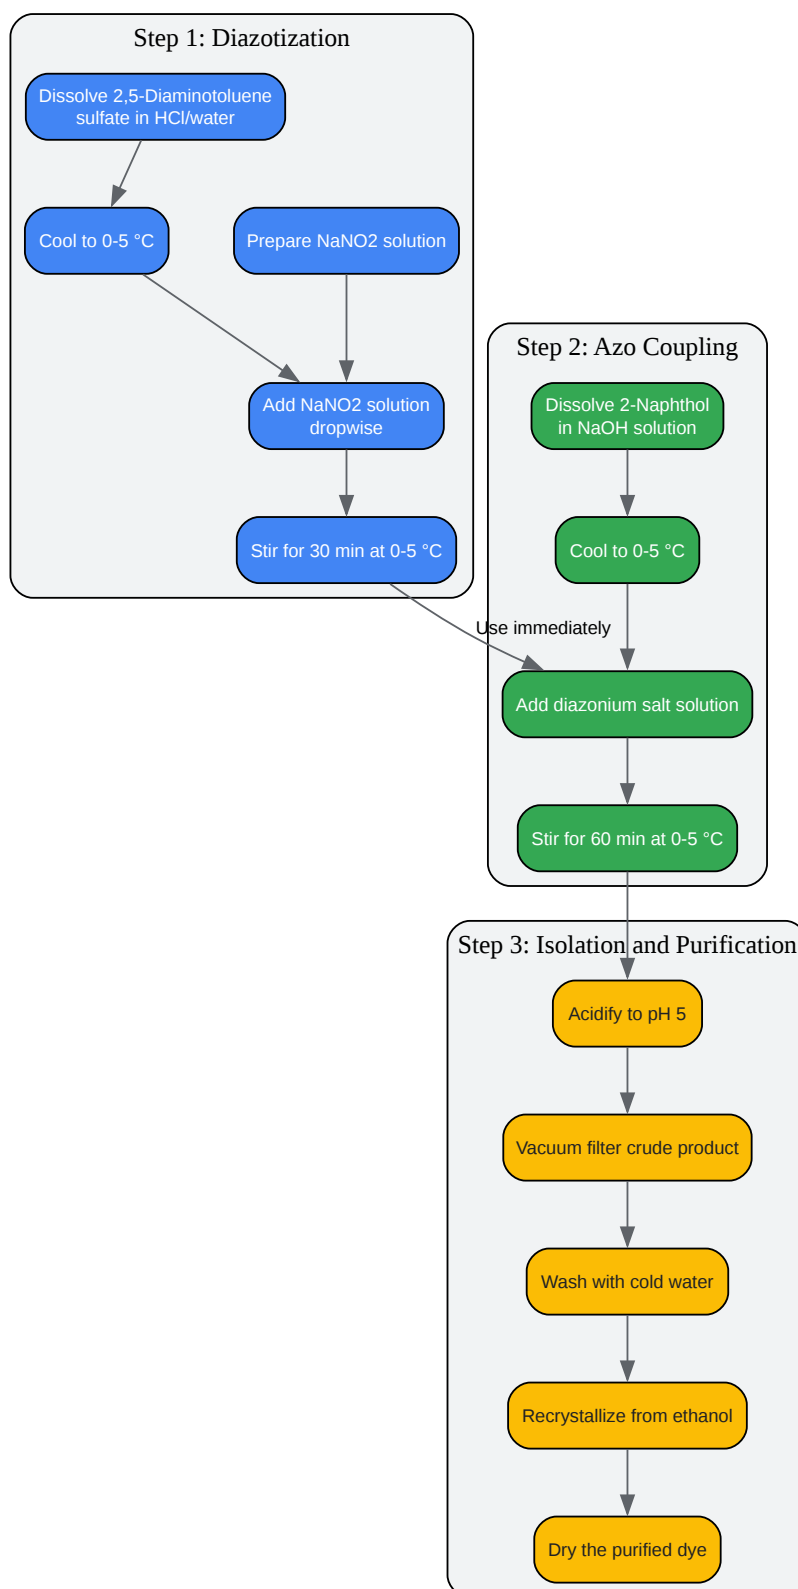 Step 1: Diazotization
Dissolve 2,5-Diaminotoluene
sulfate in HCl/water
Cool to 0-5 °C
Prepare NaNO2 solution
Add NaNO2 solution
dropwise
Stir for 30 min at 0-5 °C
Use immediately
Step 2: Azo Coupling
Dissolve 2-Naphthol
in NaOH solution
Cool to 0-5 °C
Add diazonium salt solution
Stir for 60 min at 0-5 °C
Step 3: Isolation and Purification
Acidify to pH 5
Vacuum filter crude product
Wash with cold water
Recrystallize from ethanol
Dry the purified dye